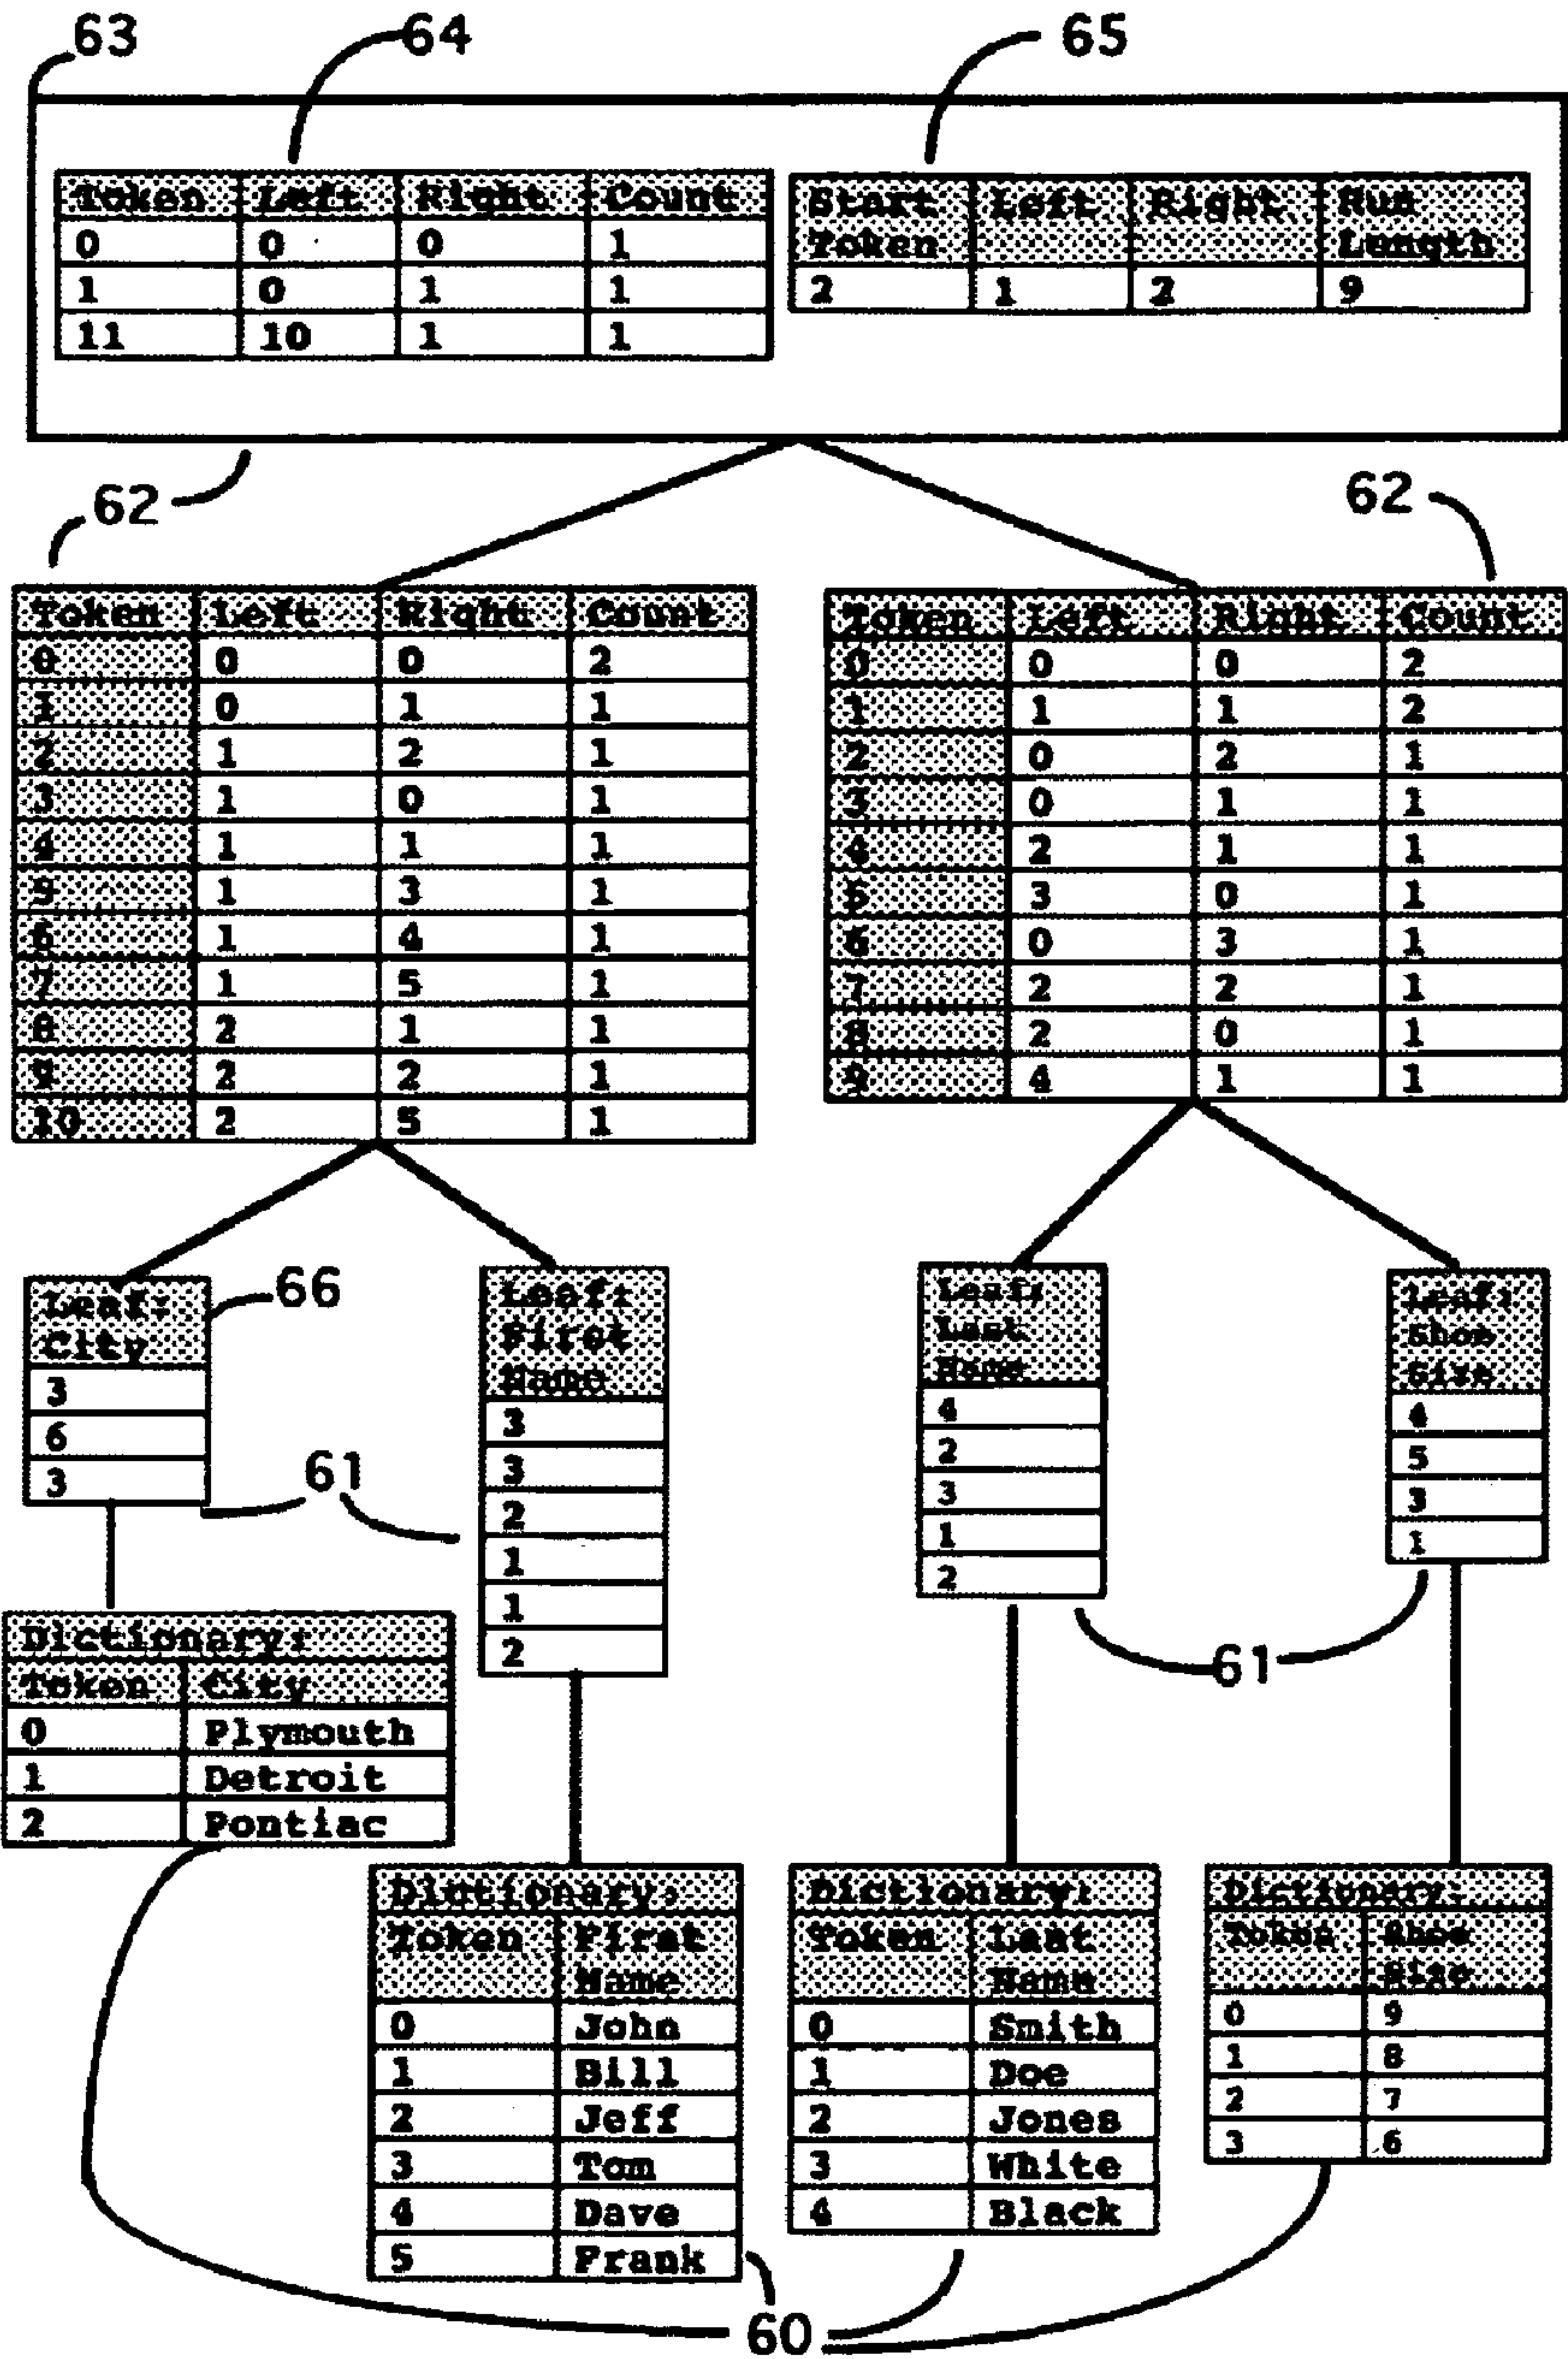 63
64
65
Token Left Right Count
0 0 0 1
1 0 1 1
11 10 1 1
Start Token Left Right Run Length
2 1 2 9
62
62
Token Left Right Count
0 0 0 2
1 0 1 1
2 1 2 1
3 1 0 1
4 1 1 1
5 1 3 1
6 1 4 1
7 1 5 1
8 2 1 1
9 2 2 1
10 2 5 1
Token Left Right Count
0 0 0 2
1 1 1 2
2 0 2 1
3 0 1 1
4 2 1 1
5 3 0 1
6 0 3 1
7 2 2 1
8 2 0 1
9 4 1 1
Leaf:
City
3
6
3
66
Leaf:
First
Name
3
3
2
1
1
2
61
Leaf:
Last
Name
4
2
3
1
2
Leaf:
Shoe
Size
4
5
3
1
61
Dictionary:
Token City
0 Plymouth
1 Detroit
2 Pontiac
Dictionary:
Token First Name
0 John
1 Bill
2 Jeff
3 Tom
4 Dave
5 Frank
Dictionary:
Token Last Name
0 Smith
1 Doe
2 Jones
3 White
4 Black
Dictionary:
Token Shoe Size
0 9
1 8
2 7
3 6
60